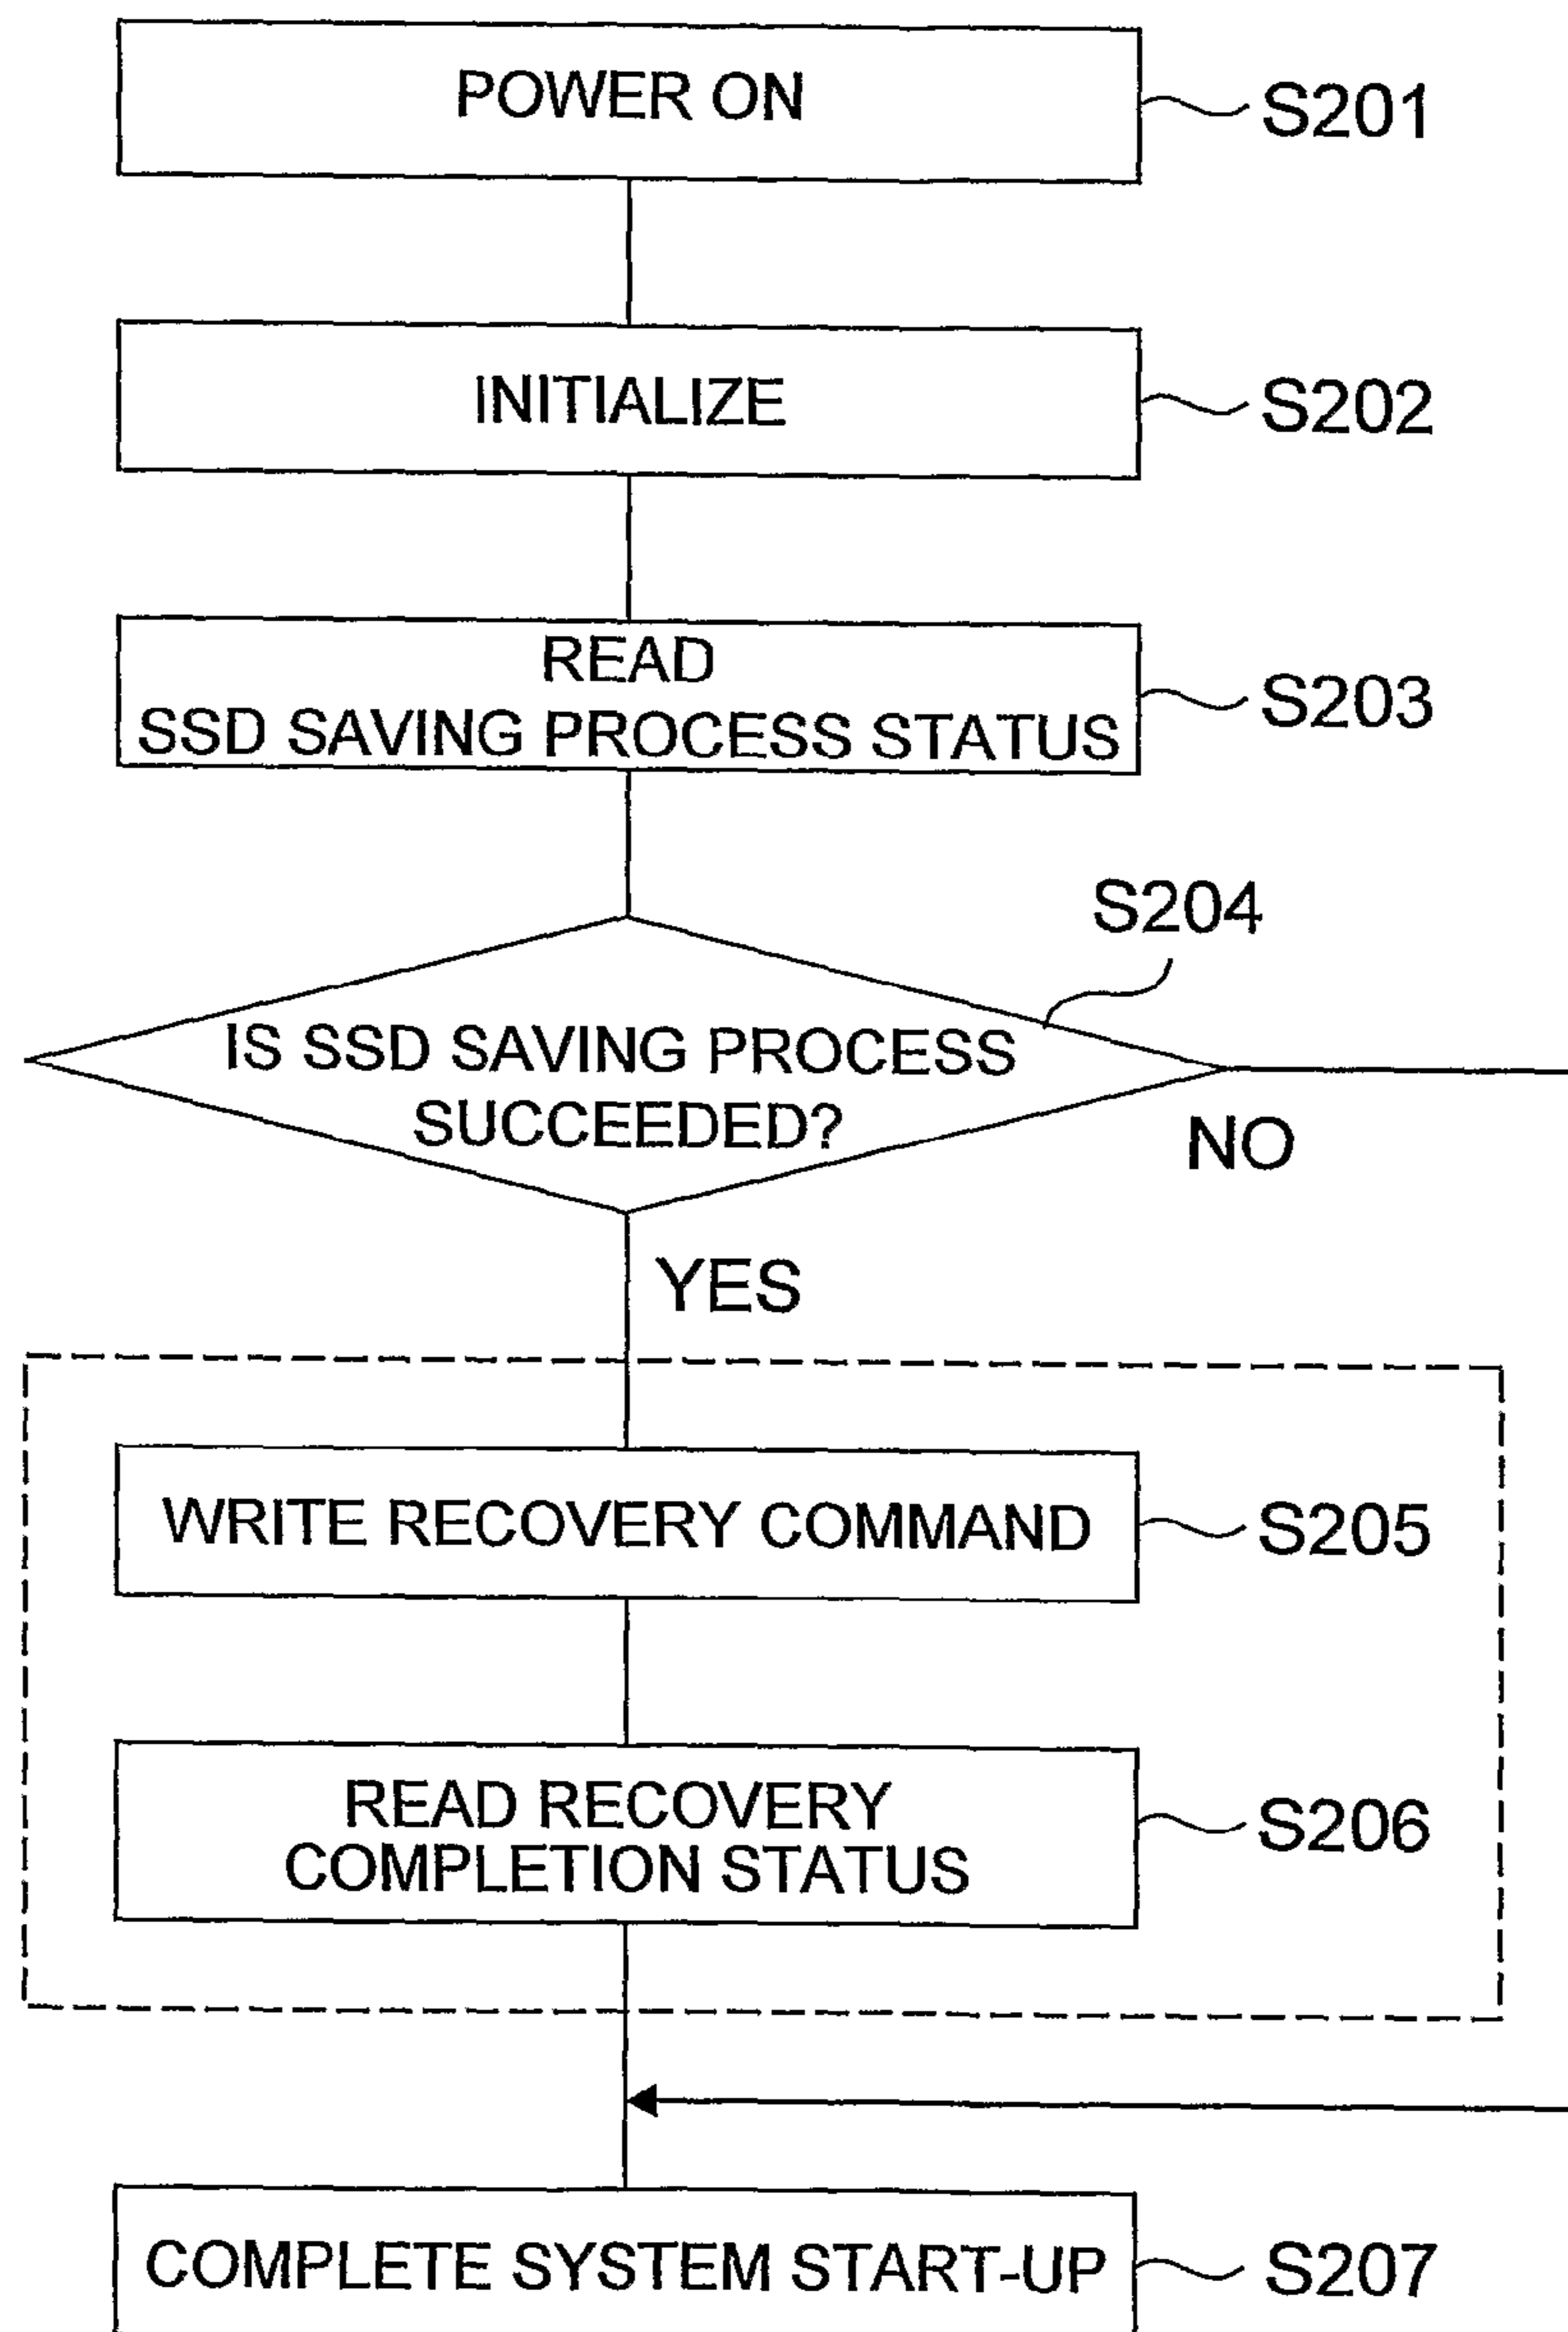 POWER ON
S201
INITIALIZE
S202
READ
SSD SAVING PROCESS STATUS
S203
S204
IS SSD SAVING PROCESS
SUCCEEDED?
NO
YES
WRITE RECOVERY COMMAND
S205
READ RECOVERY
COMPLETION STATUS
S206
COMPLETE SYSTEM START-UP
S207